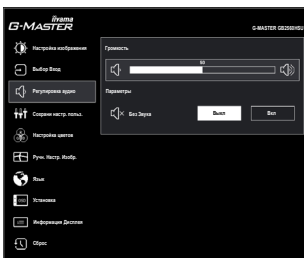 iiyama
G-MASTER
G-MASTER GB2560HSU
Настройка изображения
Выбор Вход
Регулировка аудио
Сохрани настр. польз.
Настройка цветов
Ручн. Настр. Изобр.
Язык
Установка
Информация Дисплея
Сброс
Громкость
50
Параметры
Без Звука
Выкл
Вкл